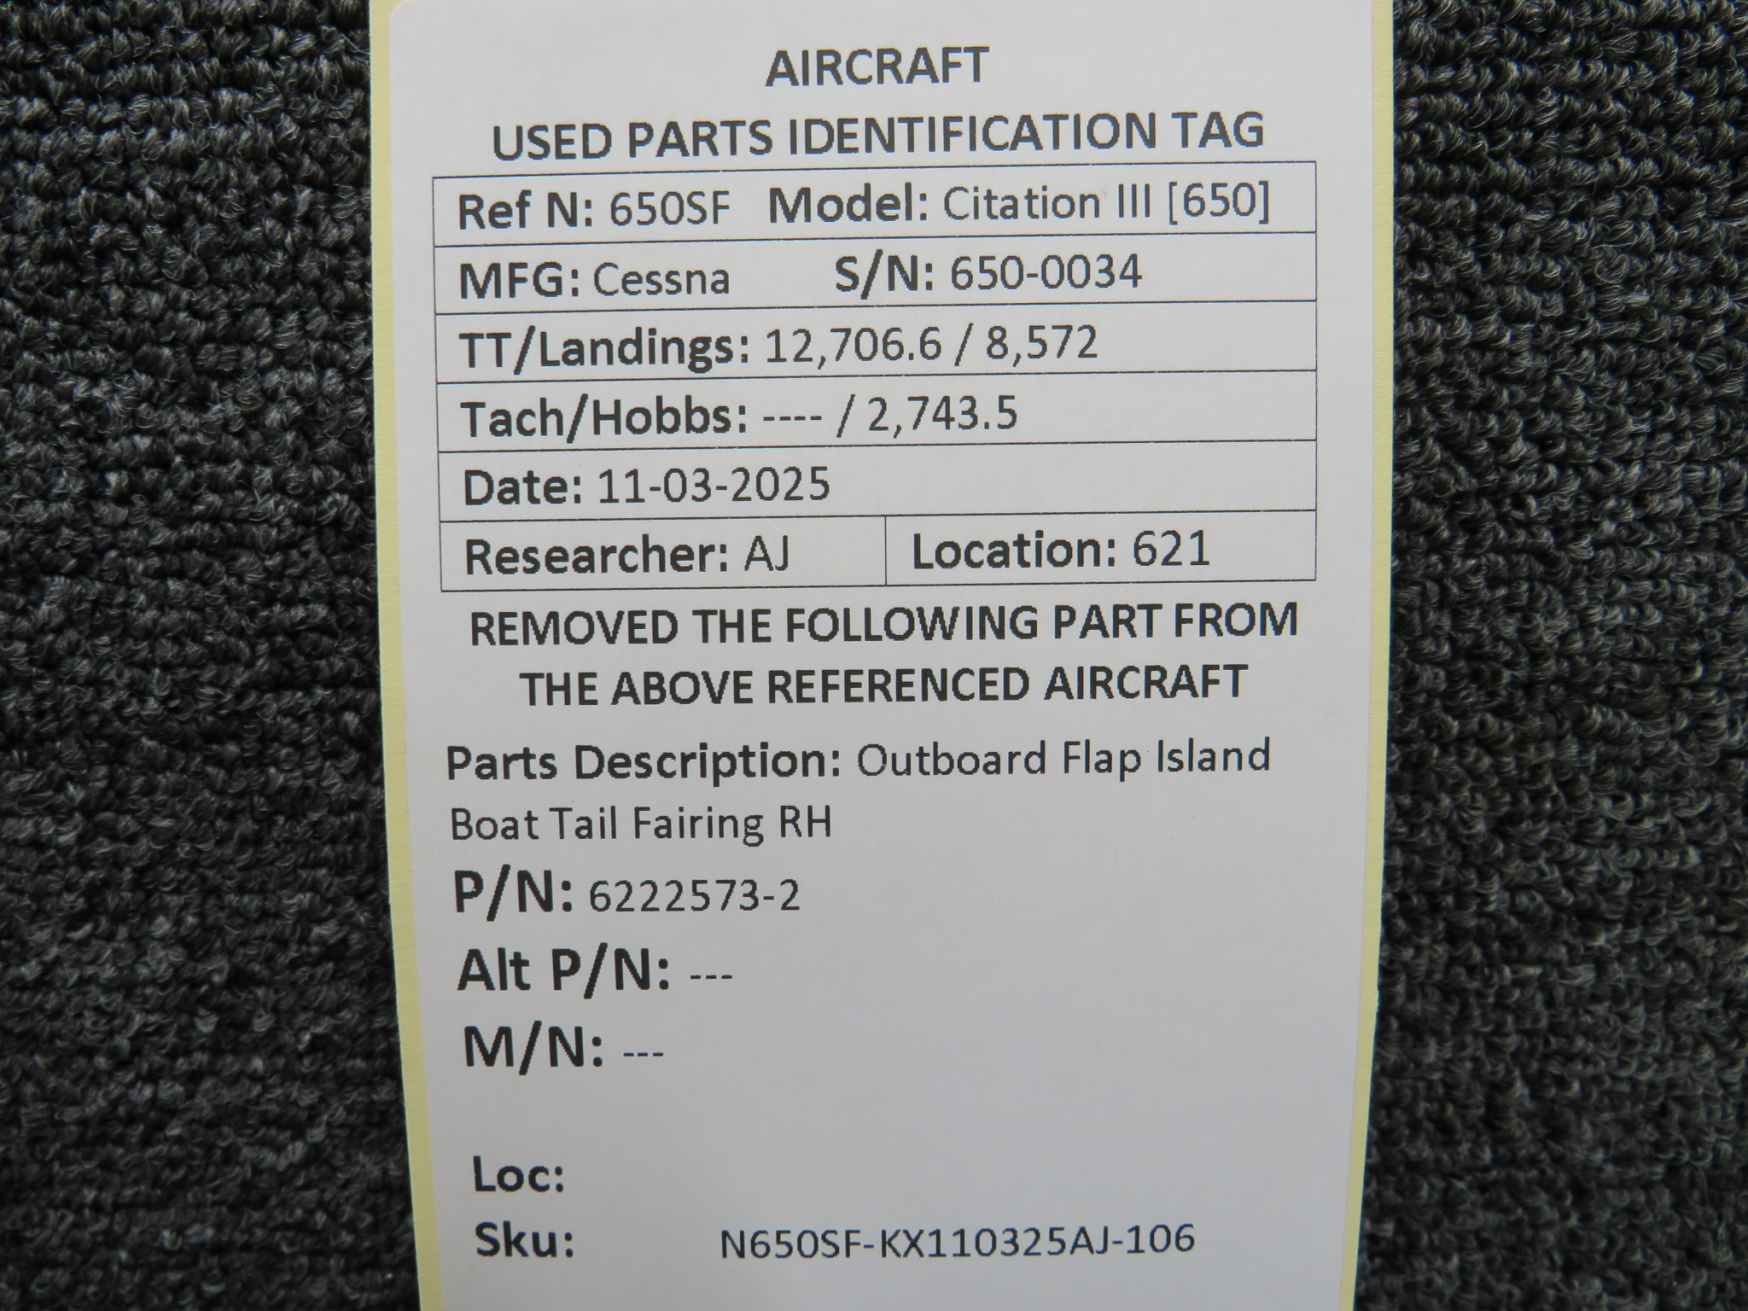 AIRCRAFT
USED PARTS IDENTIFICATION TAG
Ref N: 650SF Model: Citation III [650]
MFG: Cessna S/N: 650-0034
TT/Landings: 12,706.6 / 8,572
Tach/Hobbs: ---- / 2,743.5
Date: 11-03-2025
Researcher: AJ Location: 621
REMOVED THE FOLLOWING PART FROM
THE ABOVE REFERENCED AIRCRAFT
Parts Description: Outboard Flap Island
Boat Tail Fairing RH
P/N: 6222573-2
Alt P/N: ---
M/N: ---
Loc:
Sku: N650SF-KX110325AJ-106